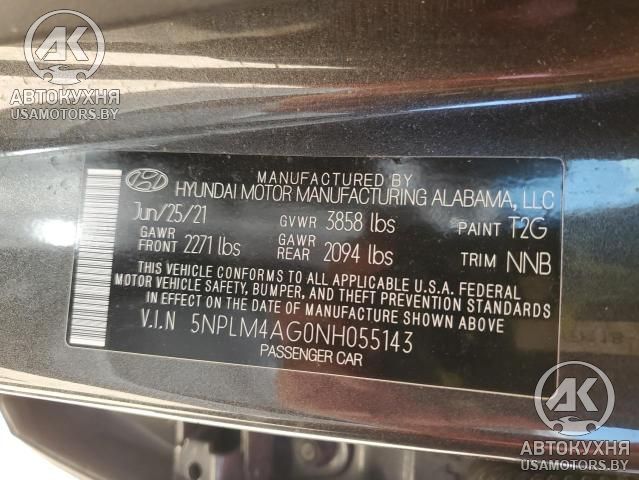 AK
АВТОКУХНЯ
USAMOTORS.BY
MANUFACTURED BY
HYUNDAI MOTOR MANUFACTURING ALABAMA, LLC
Jun/25/21 GVWR 3858 lbs PAINT T2G
GAWR FRONT 2271 lbs GAWR REAR 2094 lbs TRIM NNB
THIS VEHICLE CONFORMS TO ALL APPLICABLE U.S.A. FEDERAL
MOTOR VEHICLE SAFETY, BUMPER, AND THEFT PREVENTION STANDARDS
IN EFFECT ON THE DATE OF MANUFACTURE SHOWN ABOVE
V.I.N 5NPLM4AG0NH055143
PASSENGER CAR
AK
АВТОКУХНЯ
USAMOTORS.BY